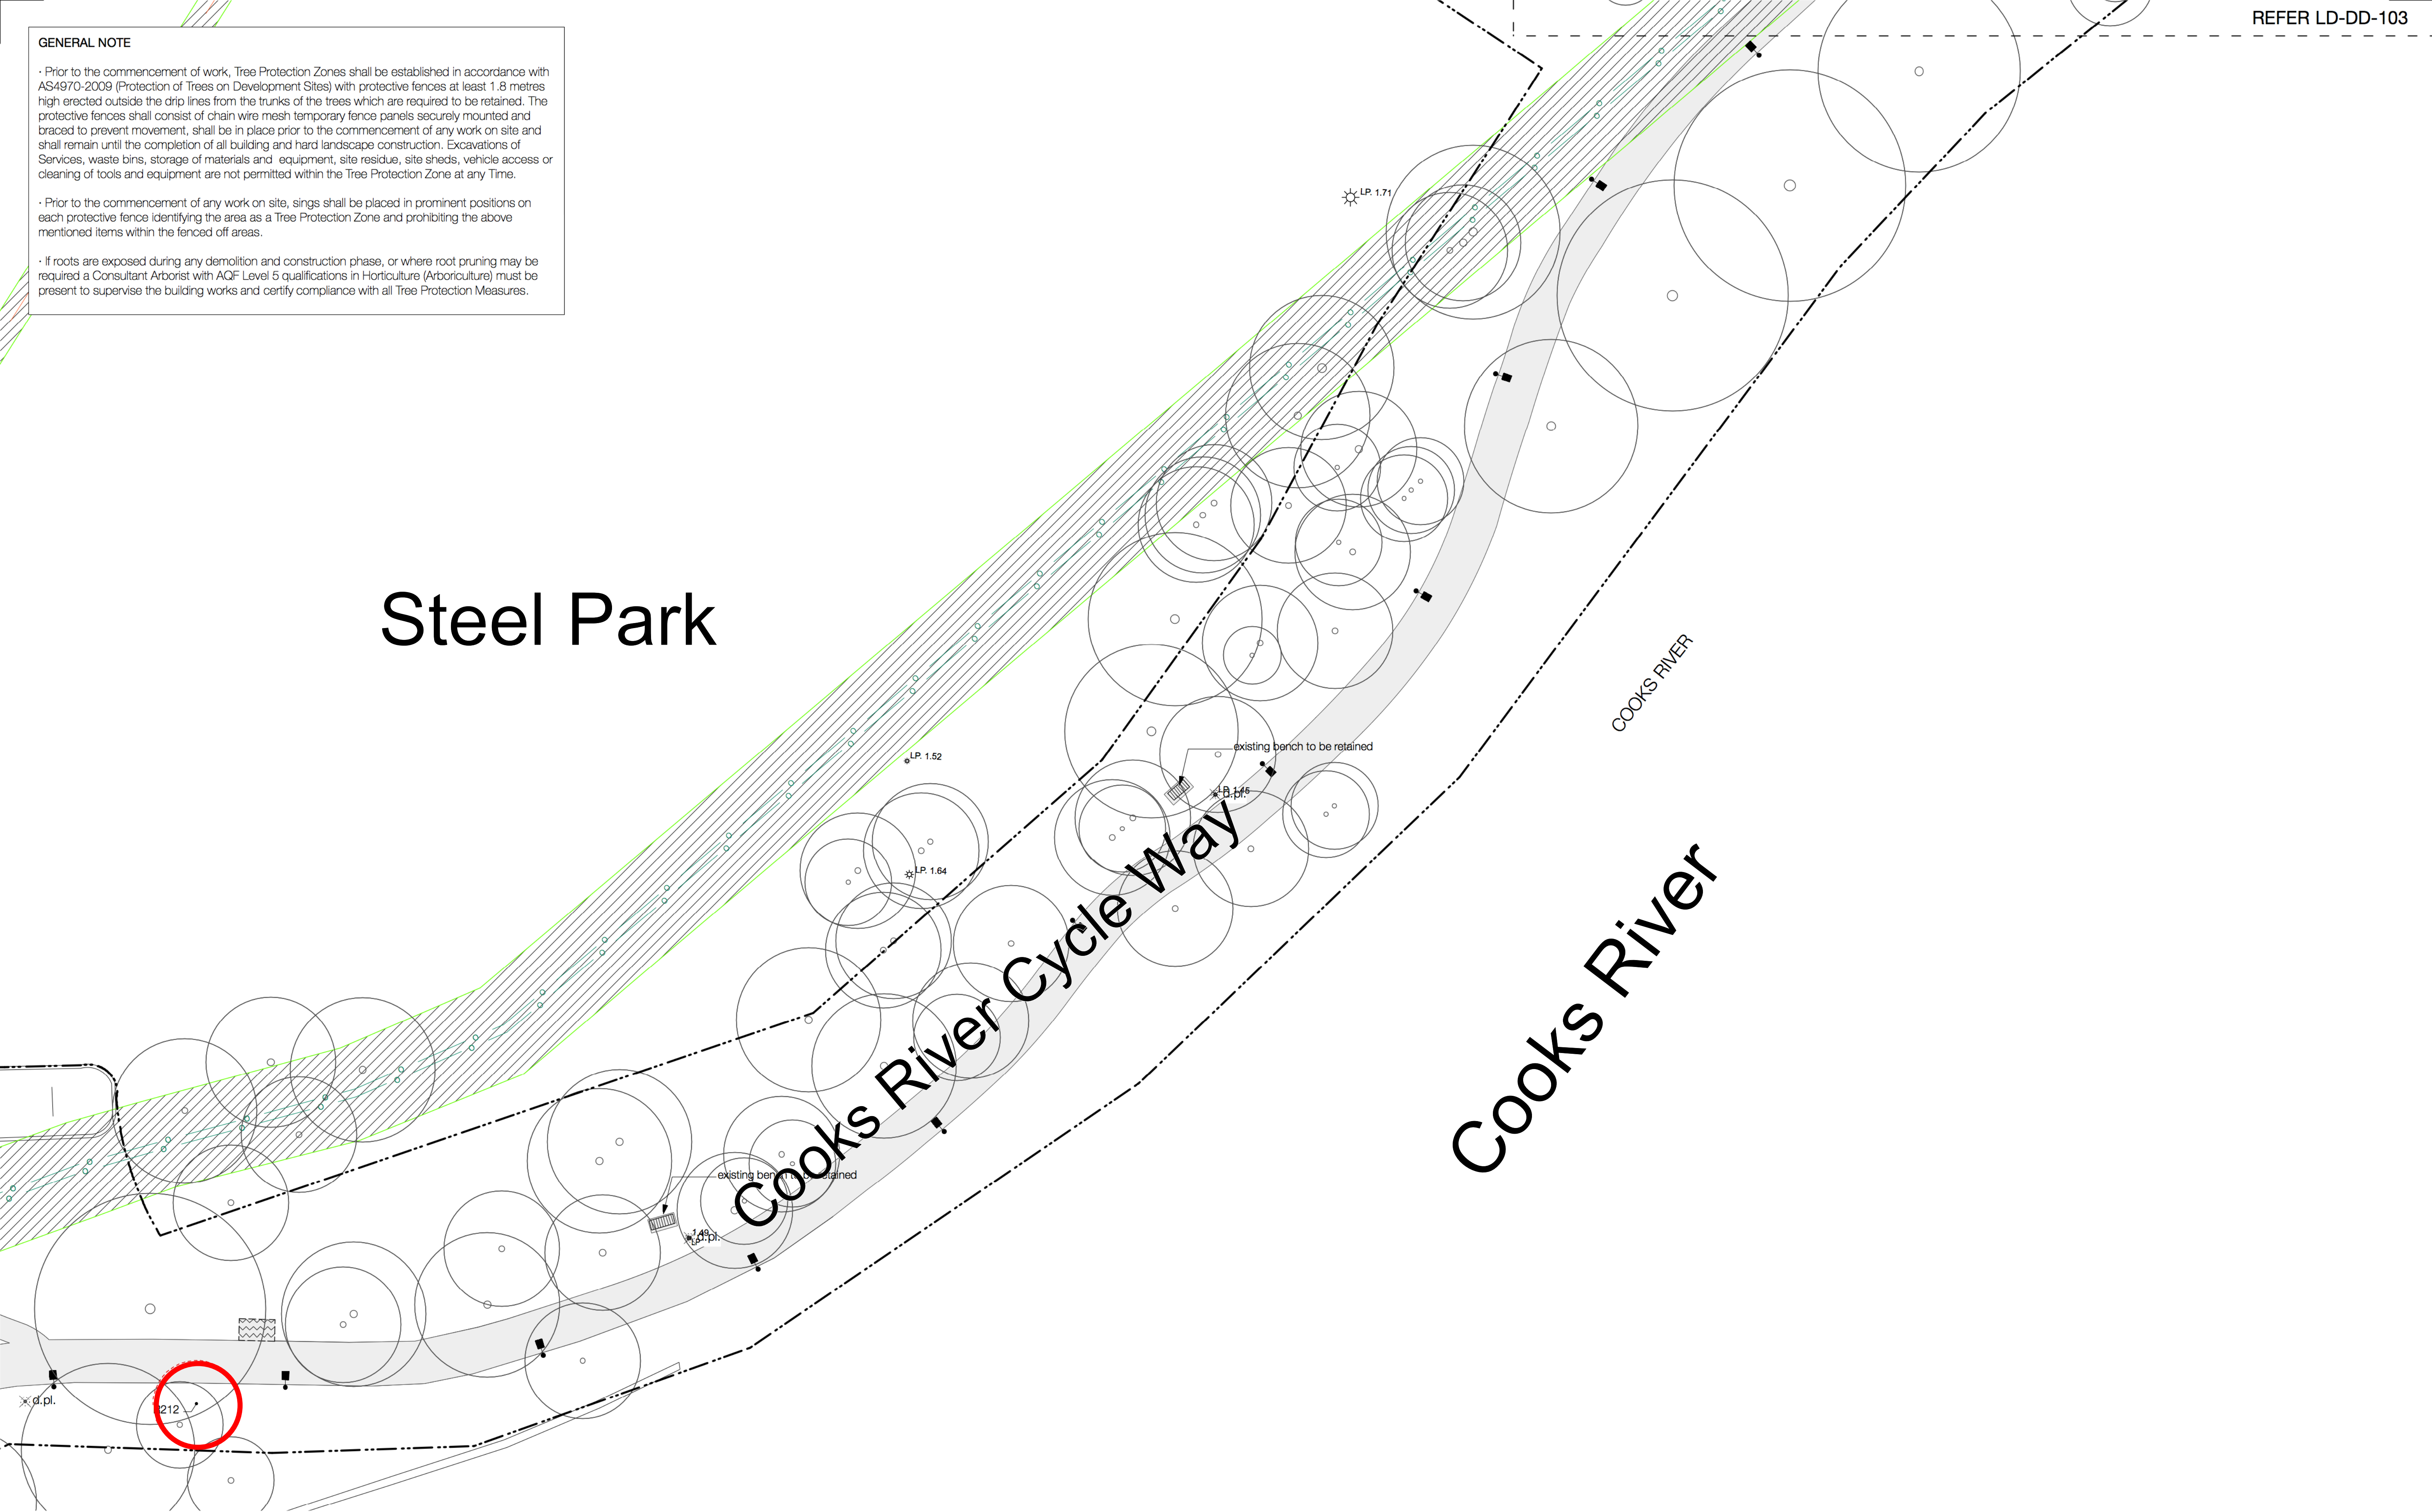 REFER LD-DD-103
GENERAL NOTE
· Prior to the commencement of work, Tree Protection Zones shall be established in accordance with
AS4970-2009 (Protection of Trees on Development Sites) with protective fences at least 1.8 metres
high erected outside the drip lines from the trunks of the trees which are required to be retained. The
protective fences shall consist of chain wire mesh temporary fence panels securely mounted and
braced to prevent movement, shall be in place prior to the commencement of any work on site and
shall remain until the completion of all building and hard landscape construction. Excavations of
Services, waste bins, storage of materials and equipment, site residue, site sheds, vehicle access or
cleaning of tools and equipment are not permitted within the Tree Protection Zone at any Time.
· Prior to the commencement of any work on site, sings shall be placed in prominent positions on
each protective fence identifying the area as a Tree Protection Zone and prohibiting the above
mentioned items within the fenced off areas.
· If roots are exposed during any demolition and construction phase, or where root pruning may be
required a Consultant Arborist with AQF Level 5 qualifications in Horticulture (Arboriculture) must be
present to supervise the building works and certify compliance with all Tree Protection Measures.
LP. 1.71
Steel Park
COOKS RIVER
existing bench to be retained
LP. 1.52
d.pl.
LP. 1.64
Cooks River Cycle Way
Cooks River
existing bench to be retained
1.49
LP
d.pl.
d.pl.
212